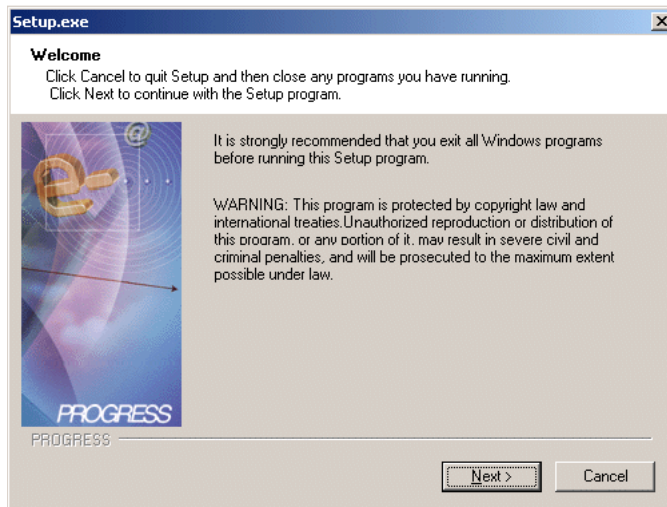 Setup.exe
Welcome
Click Cancel to quit Setup and then close any programs you have running.
Click Next to continue with the Setup program.
@
e-
It is strongly recommended that you exit all Windows programs
before running this Setup program.
WARNING: This program is protected by copyright law and
international treaties.Unauthorized reproduction or distribution of
this program, or any portion of it, may result in severe civil and
criminal penalties, and will be prosecuted to the maximum extent
possible under law.
PROGRESS
PROGRESS
Next >
Cancel